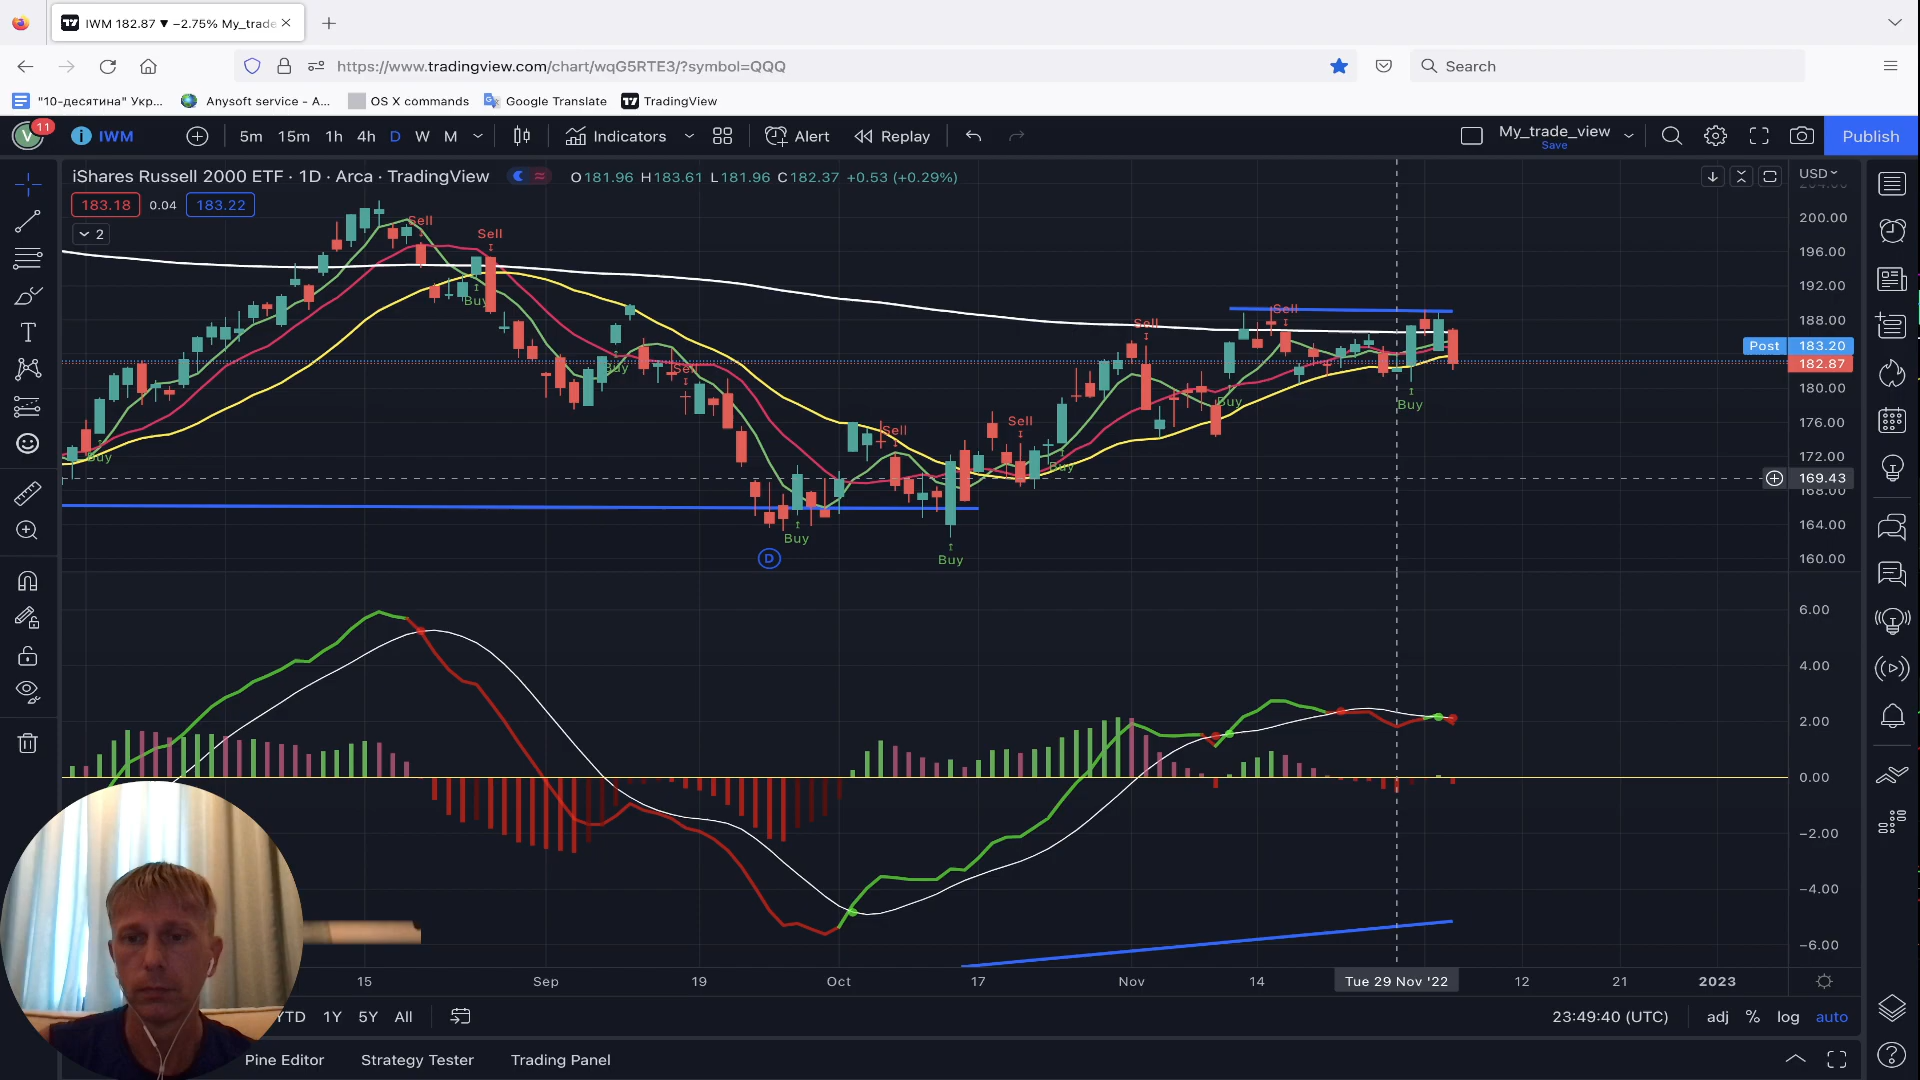 IWM 182.87 ▼ −2.75% My_trade
https://www.tradingview.com/chart/wqG5RTE3/?symbol=QQQ
Search
"10-десятина" Укр...
Anysoft service - A...
OS X commands
Google Translate
TradingView
V 11
IWM
5m 15m 1h 4h D W M
Indicators
Alert
Replay
My_trade_view
Save
Publish
iShares Russell 2000 ETF · 1D · Arca · TradingView
O181.96 H183.61 L181.96 C182.37 +0.53 (+0.29%)
USD
183.18 0.04 183.22
2
200.00
196.00
192.00
188.00
Post 183.20
182.87
180.00
176.00
172.00
169.43
168.00
164.00
160.00
Sell
Sell
Buy
Buy
Buy
Sell
Sell
Buy
D
Buy
Sell
Buy
Sell
Buy
Sell
Buy
6.00
4.00
2.00
0.00
−2.00
−4.00
−6.00
15 Sep 19 Oct 17 Nov 14 Tue 29 Nov '22 12 21 2023
YTD 1Y 5Y All
23:49:40 (UTC) adj % log auto
Pine Editor Strategy Tester Trading Panel